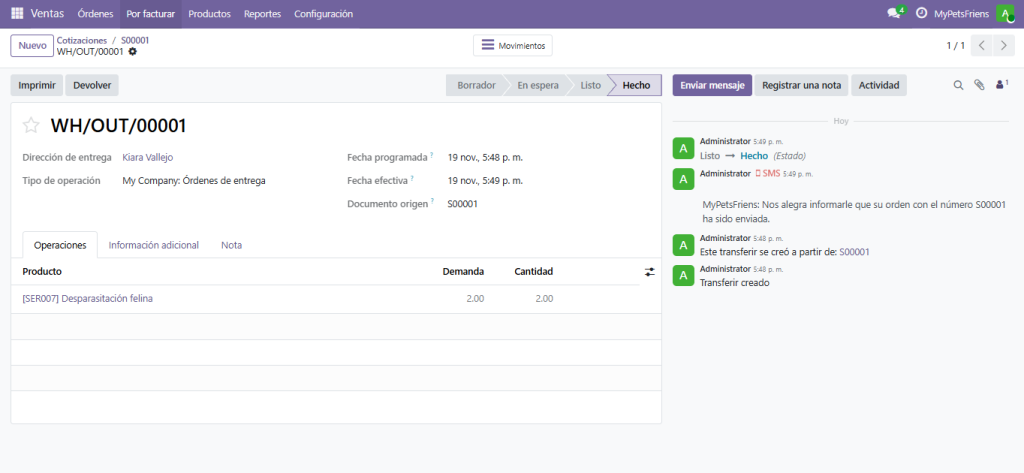 Ventas Órdenes Por facturar Productos Reportes Configuración 4 MyPetsFriens A
Nuevo Cotizaciones / S00001
WH/OUT/00001
Movimientos
1 / 1
Imprimir Devolver Borrador En espera Listo Hecho
Enviar mensaje Registrar una nota Actividad 1
WH/OUT/00001
Dirección de entrega Kiara Vallejo
Tipo de operación My Company: Órdenes de entrega
Fecha programada ? 19 nov., 5:48 p. m.
Fecha efectiva ? 19 nov., 5:49 p. m.
Documento origen ? S00001
Operaciones Información adicional Nota
Producto Demanda Cantidad
[SER007] Desparasitación felina 2.00 2.00
Hoy
A Administrator 5:49 p. m.
Listo → Hecho (Estado)
A Administrator SMS 5:49 p. m.
MyPetsFriens: Nos alegra informarle que su orden con el número S00001
ha sido enviada.
A Administrator 5:48 p. m.
Este transferir se creó a partir de: S00001
A Administrator 5:48 p. m.
Transferir creado